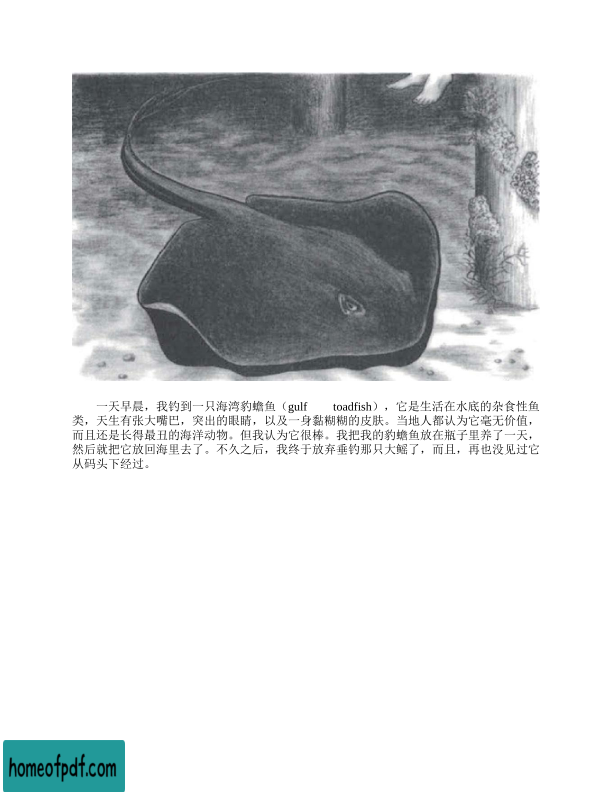 一天早晨，我钓到一只海湾豹蟾鱼（gulf toadfish），它是生活在水底的杂食性鱼
类，天生有张大嘴巴，突出的眼睛，以及一身黏糊糊的皮肤。当地人都认为它毫无价值，
而且还是长得最丑的海洋动物。但我认为它很棒。我把我的豹蟾鱼放在瓶子里养了一天，
然后就把它放回海里去了。不久之后，我终于放弃垂钓那只大鳐了，而且，再也没见过它
从码头下经过。
homeofpdf.com